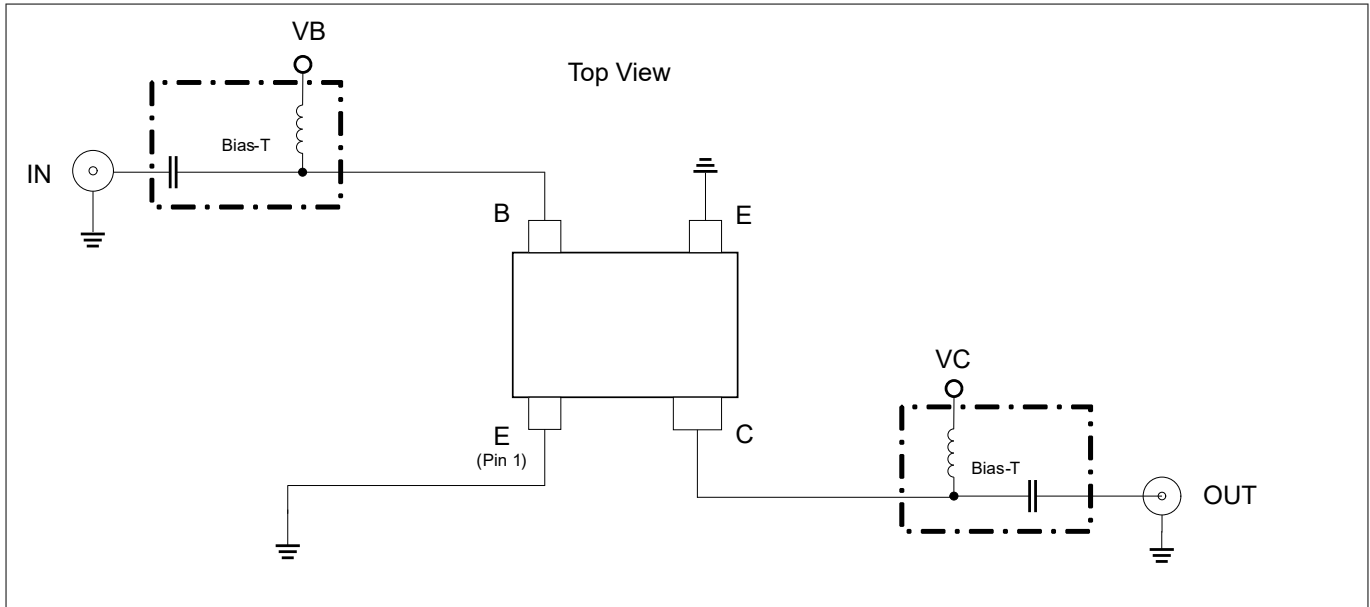 VB
Top View
Bias-T
IN
B
E
VC
E
(Pin 1)
C
Bias-T
OUT